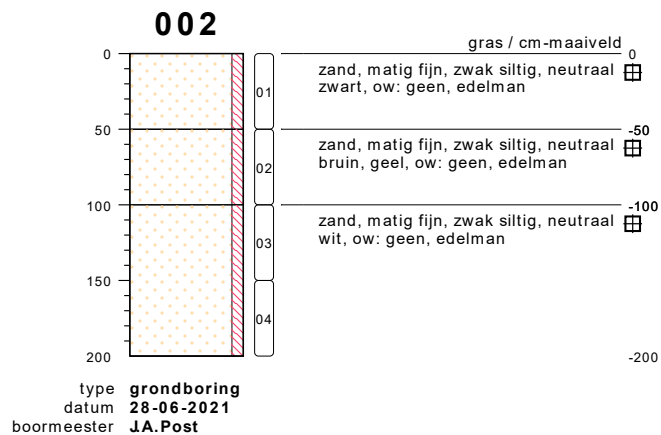 002
gras / cm-maaiveld
0
0
zand, matig fijn, zwak siltig, neutraal
zwart, ow: geen, edelman
01
50
-50
zand, matig fijn, zwak siltig, neutraal
bruin, geel, ow: geen, edelman
02
100
-100
zand, matig fijn, zwak siltig, neutraal
wit, ow: geen, edelman
03
150
04
200
-200
type grondboring
datum 28-06-2021
boormeester J.A.Post